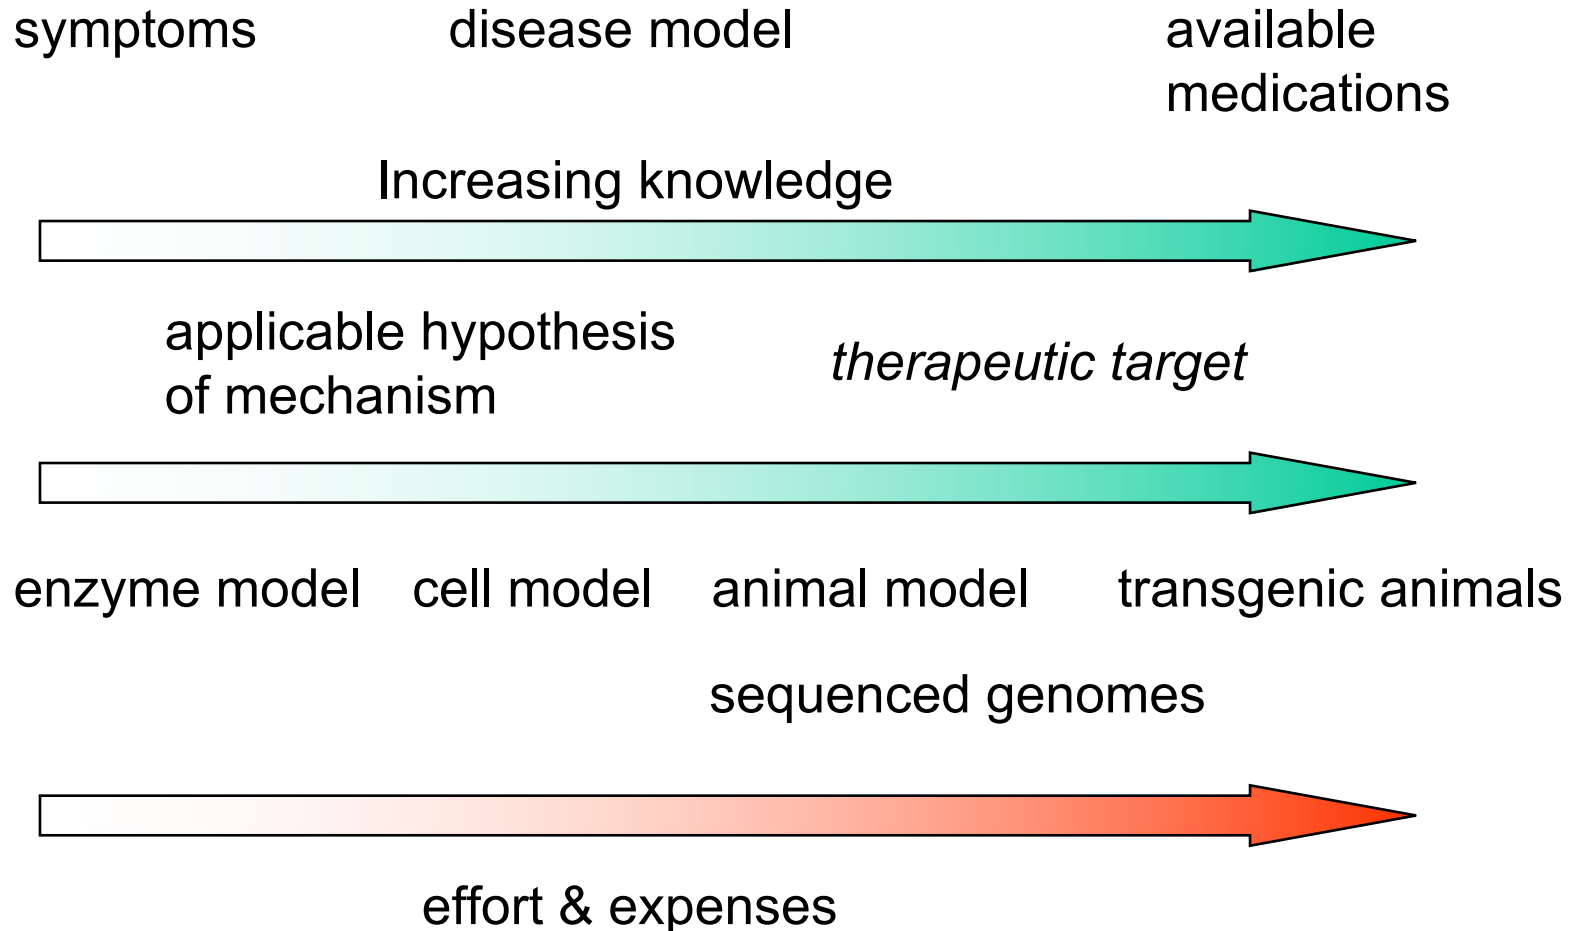 symptoms disease model available
medications
Increasing knowledge
applicable hypothesis
of mechanism
therapeutic target
enzyme model cell model animal model transgenic animals
sequenced genomes
effort & expenses